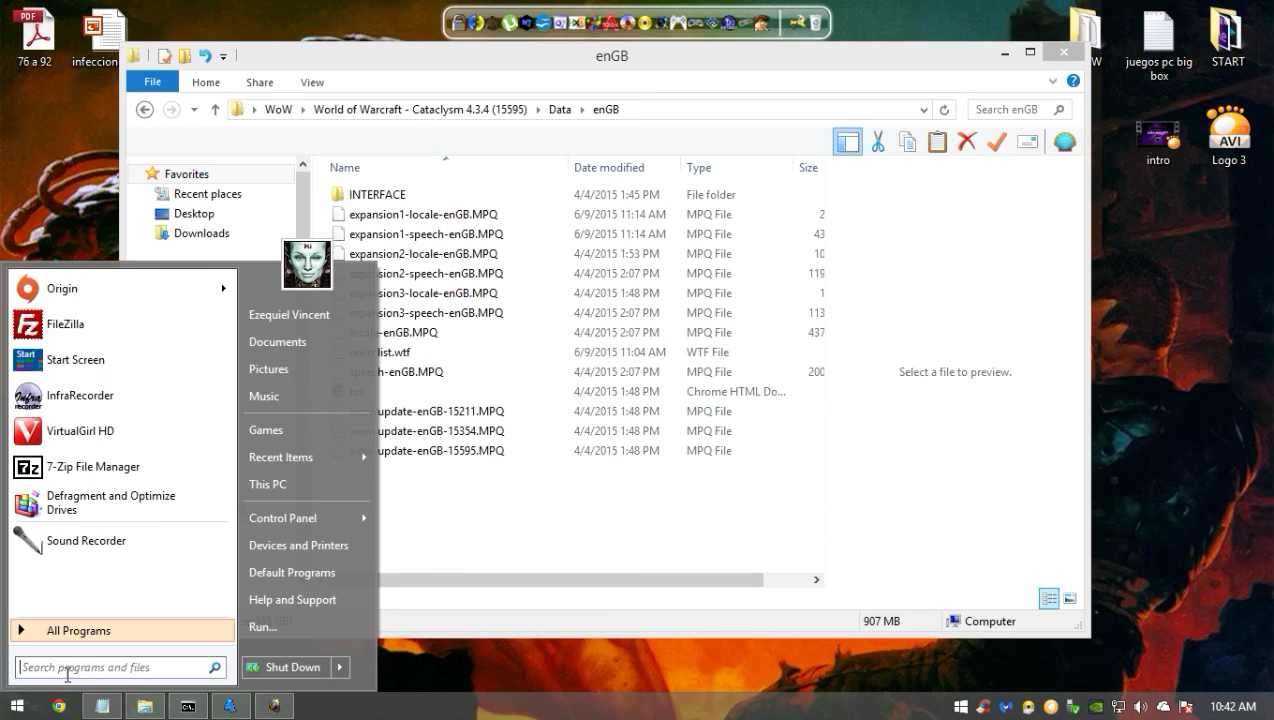 76 a 92
infeccion
enGB
File
Home
Share
View
WoW
World of Warcraft - Cataclysm 4.3.4 (15595)
Data
enGB
Search enGB
juegos pc big box
START
intro
AVI
Logo 3
Favorites
Recent places
Desktop
Downloads
Name
Date modified
Type
Size
INTERFACE 4/4/2015 1:45 PM File folder
expansion1-locale-enGB.MPQ 6/9/2015 11:14 AM MPQ File 2
expansion1-speech-enGB.MPQ 6/9/2015 11:14 AM MPQ File 43
expansion2-locale-enGB.MPQ 4/4/2015 1:53 PM MPQ File 10
expansion2-speech-enGB.MPQ 4/4/2015 2:07 PM MPQ File 119
expansion3-locale-enGB.MPQ 4/4/2015 1:48 PM MPQ File 1
expansion3-speech-enGB.MPQ 4/4/2015 2:07 PM MPQ File 113
locale-enGB.MPQ 4/4/2015 2:07 PM MPQ File 437
realmlist.wtf 6/9/2015 11:04 AM WTF File
speech-enGB.MPQ 4/4/2015 2:07 PM MPQ File 200
tos 4/4/2015 1:48 PM Chrome HTML Do...
wow-update-enGB-15211.MPQ 4/4/2015 1:48 PM MPQ File
wow-update-enGB-15354.MPQ 4/4/2015 1:48 PM MPQ File
wow-update-enGB-15595.MPQ 4/4/2015 1:48 PM MPQ File
Select a file to preview.
907 MB
Computer
Origin
FileZilla
Start Screen
InfraRecorder
VirtualGirl HD
7-Zip File Manager
Defragment and Optimize
Drives
Sound Recorder
All Programs
Search programs and files
Ezequiel Vincent
Documents
Pictures
Music
Games
Recent Items
This PC
Control Panel
Devices and Printers
Default Programs
Help and Support
Run...
Shut Down
10:42 AM